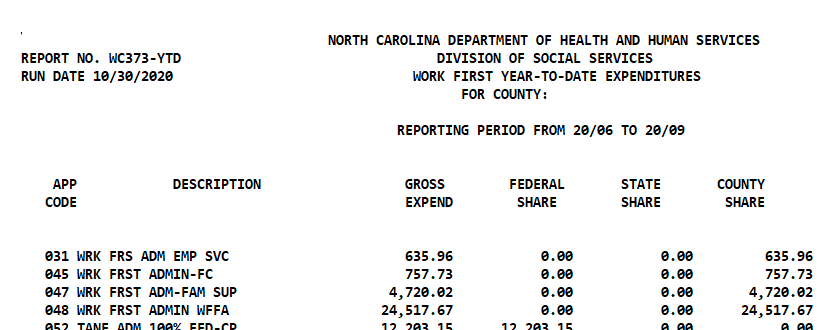 NORTH CAROLINA DEPARTMENT OF HEALTH AND HUMAN SERVICES
REPORT NO. WC373-YTD DIVISION OF SOCIAL SERVICES
RUN DATE 10/30/2020 WORK FIRST YEAR-TO-DATE EXPENDITURES
FOR COUNTY:
REPORTING PERIOD FROM 20/06 TO 20/09
APP DESCRIPTION GROSS FEDERAL STATE COUNTY
CODE EXPEND SHARE SHARE SHARE
031 WRK FRS ADM EMP SVC 635.96 0.00 0.00 635.96
045 WRK FRST ADMIN-FC 757.73 0.00 0.00 757.73
047 WRK FRST ADM-FAM SUP 4,720.02 0.00 0.00 4,720.02
048 WRK FRST ADMIN WFFA 24,517.67 0.00 0.00 24,517.67
052 TANF ADM 100% FED-CP 12,203.15 12,203.15 0.00 0.00